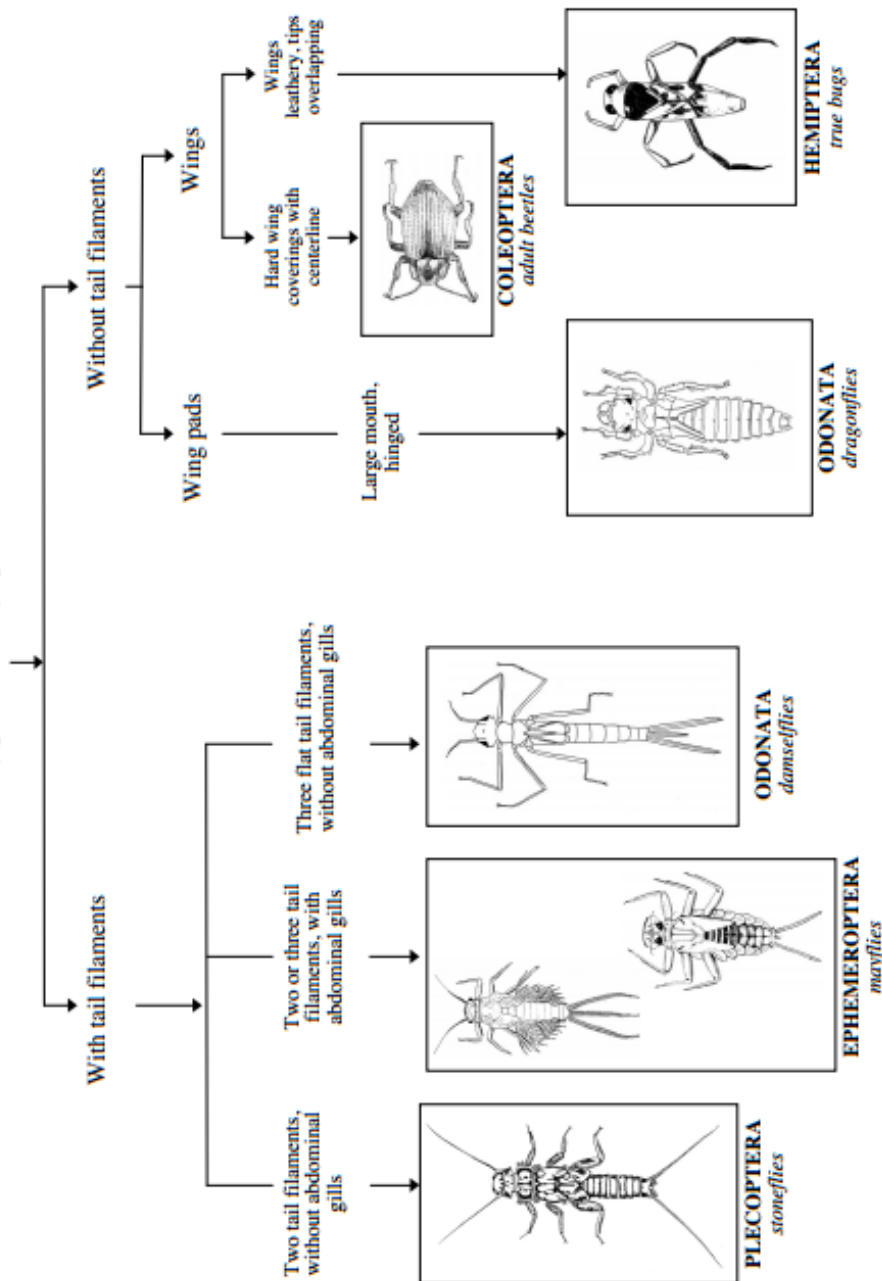 With tail filaments
Without tail filaments
Wing pads
Wings
Two tail filaments,
without abdominal
gills
Two or three tail
filaments, with
abdominal gills
Three flat tail filaments,
without abdominal gills
Large mouth,
hinged
Hard wing
coverings with
centerline
Wings
leathery, tips
overlapping
PLECOPTERA
stoneflies
EPHEMEROPTERA
mayflies
ODONATA
damselflies
ODONATA
dragonflies
COLEOPTERA
adult beetles
HEMIPTERA
true bugs